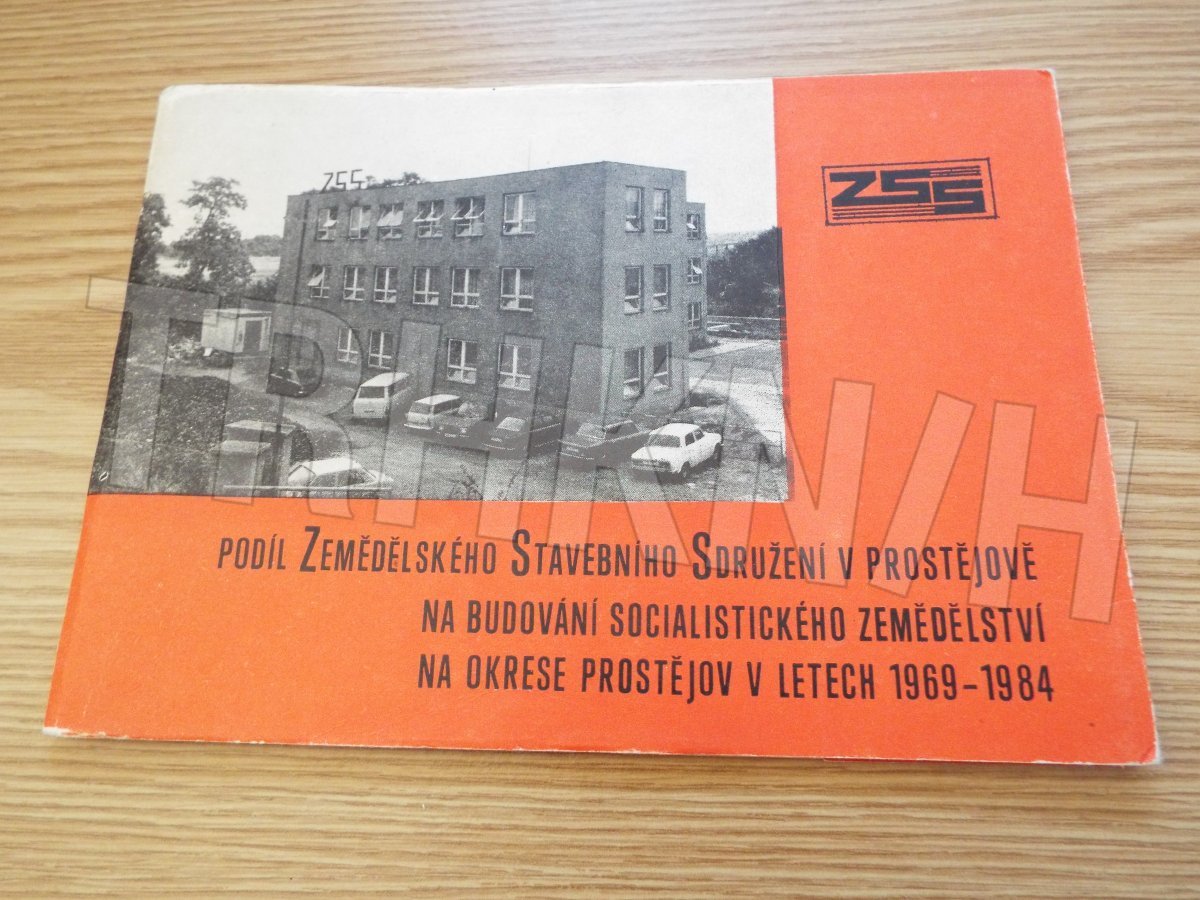 ZSS
ZSS
PODÍL ZEMĚDĚLSKÉHO STAVEBNÍHO SDRUŽENÍ V PROSTĚJOVĚ
NA BUDOVÁNÍ SOCIALISTICKÉHO ZEMĚDĚLSTVÍ
NA OKRESE PROSTĚJOV V LETECH 1969–1984